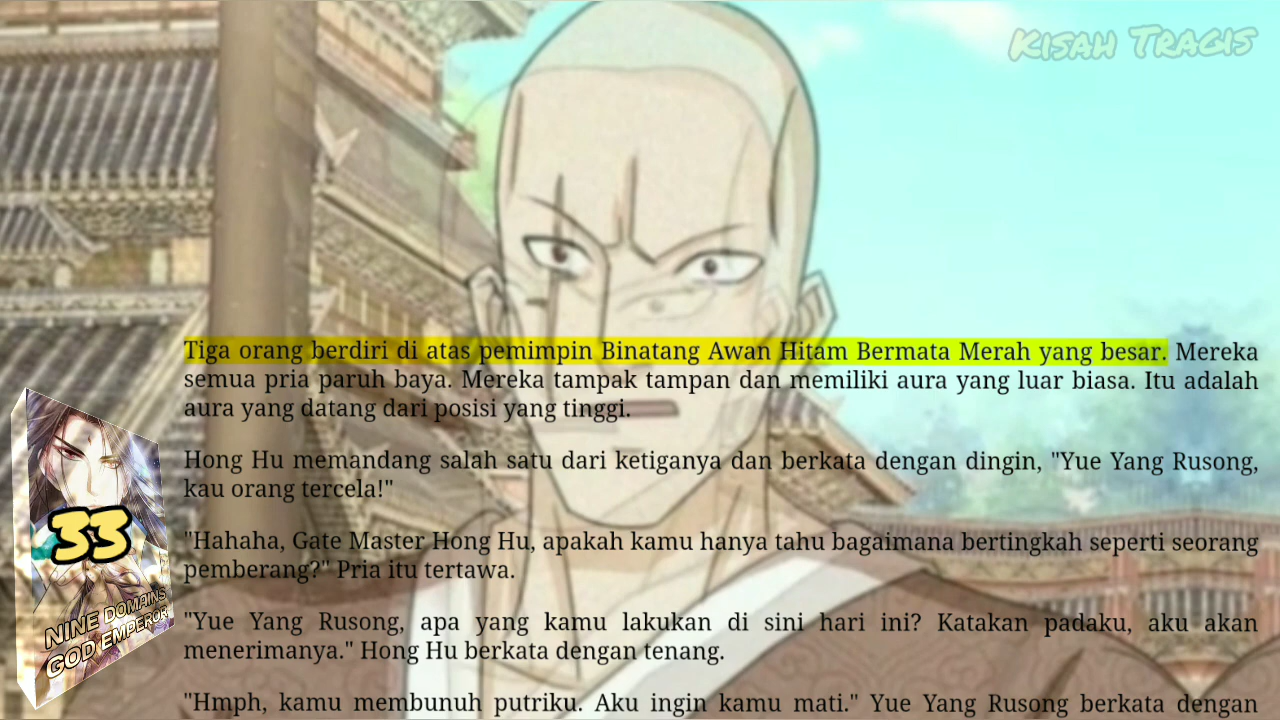 Kisah Tragis
Tiga orang berdiri di atas pemimpin Binatang Awan Hitam Bermata Merah yang besar. Mereka
semua pria paruh baya. Mereka tampak tampan dan memiliki aura yang luar biasa. Itu adalah
aura yang datang dari posisi yang tinggi.
Hong Hu memandang salah satu dari ketiganya dan berkata dengan dingin, "Yue Yang Rusong,
kau orang tercela!"
"Hahaha, Gate Master Hong Hu, apakah kamu hanya tahu bagaimana bertingkah seperti seorang
pemberang?" Pria itu tertawa.
"Yue Yang Rusong, apa yang kamu lakukan di sini hari ini? Katakan padaku, aku akan
menerimanya." Hong Hu berkata dengan tenang.
"Hmph, kamu membunuh putriku. Aku ingin kamu mati." Yue Yang Rusong berkata dengan
33
NINE DOMAINS
GOD EMPEROR